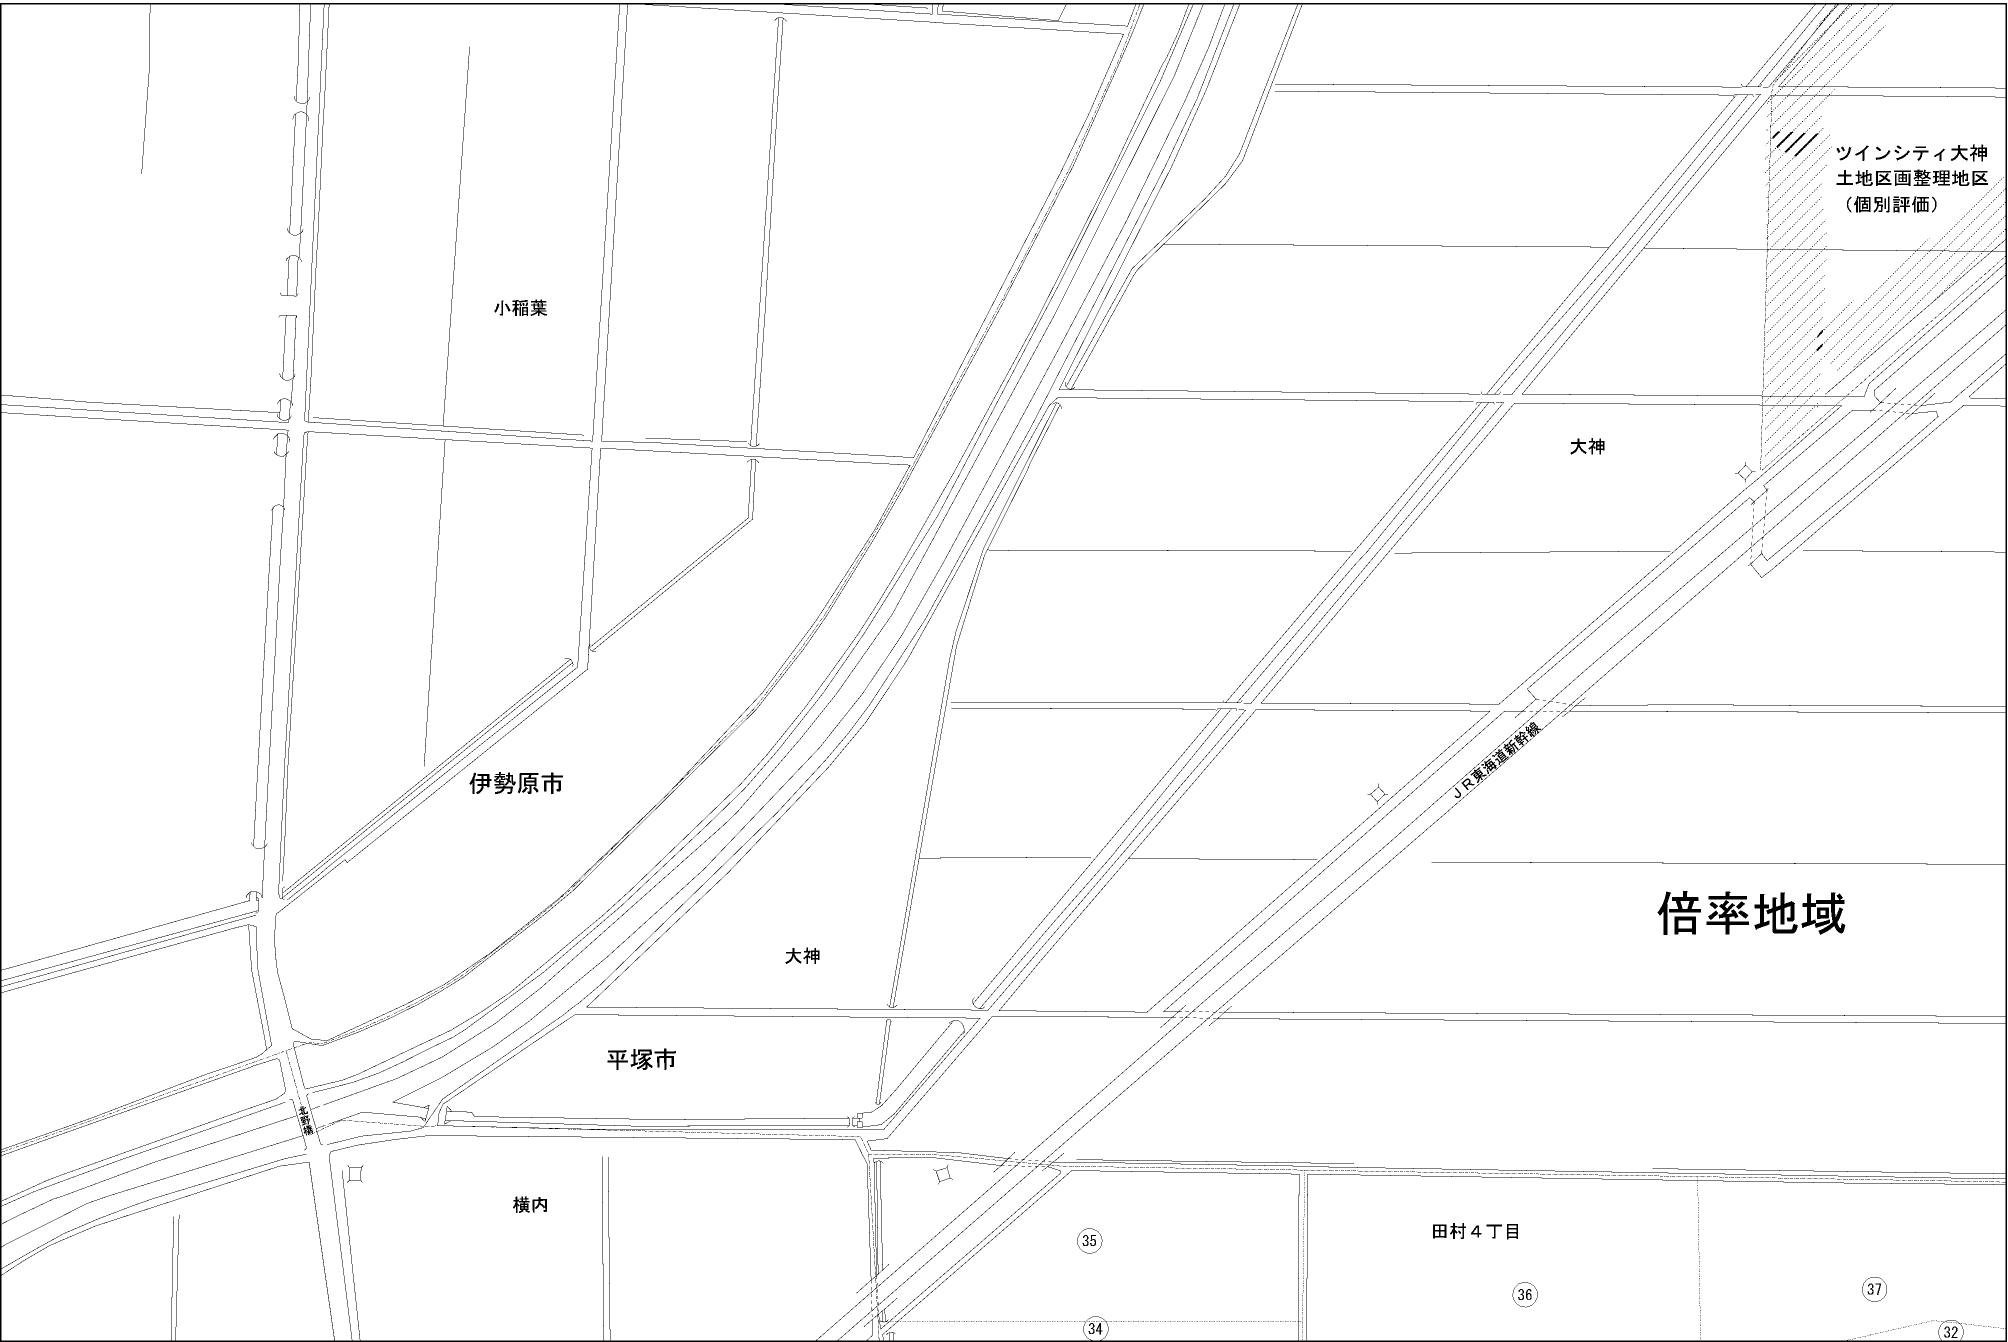 ツインシティ大神
土地区画整理地区
（個別評価）
小稲葉
大神
JR東海道新幹線
伊勢原市
倍率地域
大神
平塚市
北野橋
横内
田村４丁目
35
36
37
34
32